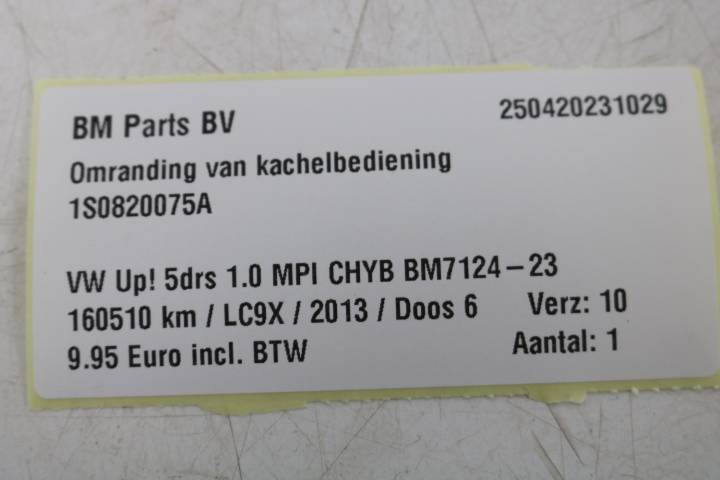 BM Parts BV 250420231029
Omranding van kachelbediening
1S0820075A
VW Up! 5drs 1.0 MPI CHYB BM7124-23
160510 km / LC9X / 2013 / Doos 6 Verz: 10
9.95 Euro incl. BTW Aantal: 1